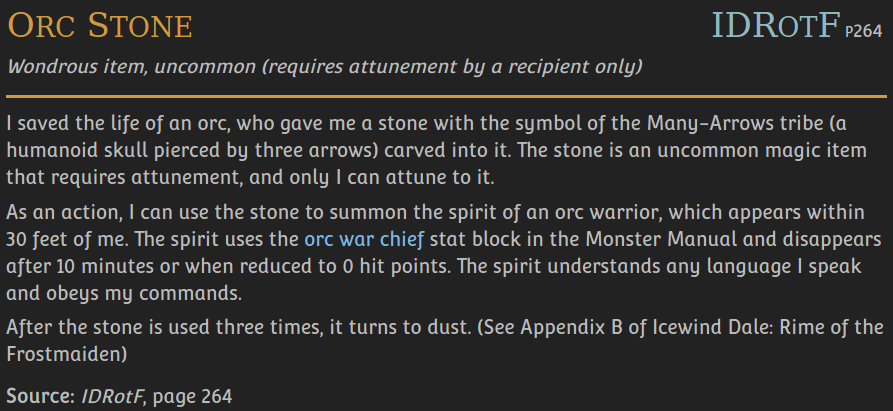 Orc Stone
IDRotF P264
Wondrous item, uncommon (requires attunement by a recipient only)
I saved the life of an orc, who gave me a stone with the symbol of the Many-Arrows tribe (a
humanoid skull pierced by three arrows) carved into it. The stone is an uncommon magic item
that requires attunement, and only I can attune to it.
As an action, I can use the stone to summon the spirit of an orc warrior, which appears within
30 feet of me. The spirit uses the orc war chief stat block in the Monster Manual and disappears
after 10 minutes or when reduced to 0 hit points. The spirit understands any language I speak
and obeys my commands.
After the stone is used three times, it turns to dust. (See Appendix B of Icewind Dale: Rime of the
Frostmaiden)
Source: IDRotF, page 264